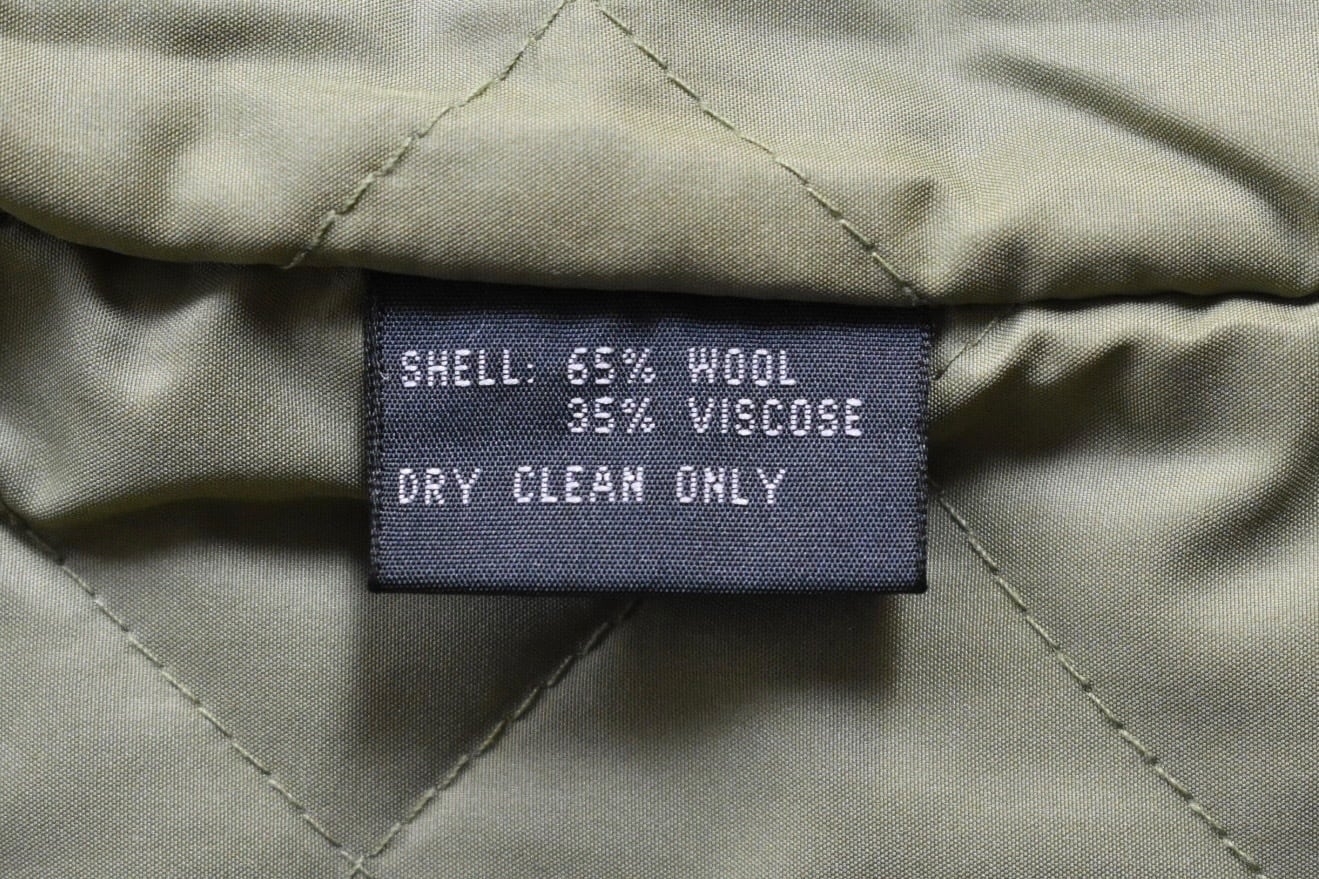 SHELL: 65% WOOL
35% VISCOSE
DRY CLEAN ONLY